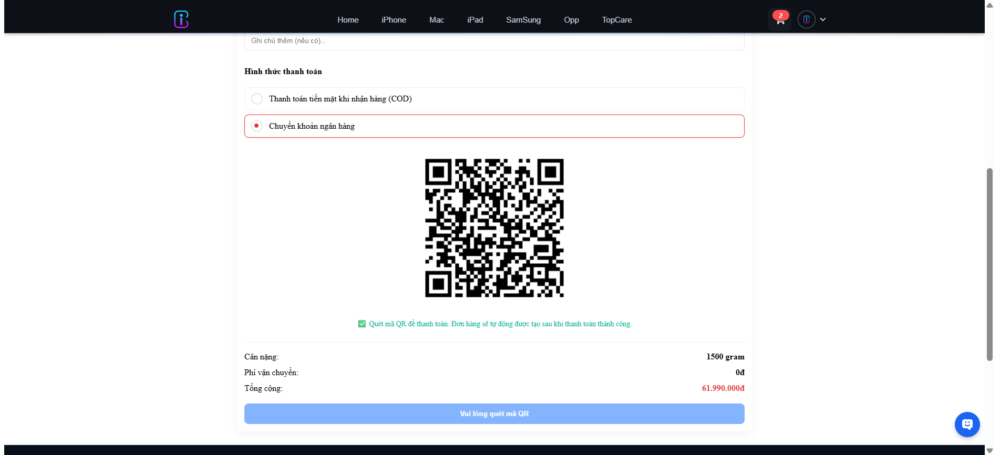 Home iPhone Mac iPad SamSung Opp TopCare 2
Ghi chú thêm (nếu có)...
Hình thức thanh toán
Thanh toán tiền mặt khi nhận hàng (COD)
Chuyển khoản ngân hàng
✅ Quét mã QR để thanh toán. Đơn hàng sẽ tự động được tạo sau khi thanh toán thành công.
Cân nặng: 1500 gram
Phí vận chuyển: 0đ
Tổng cộng: 61.990.000đ
Vui lòng quét mã QR